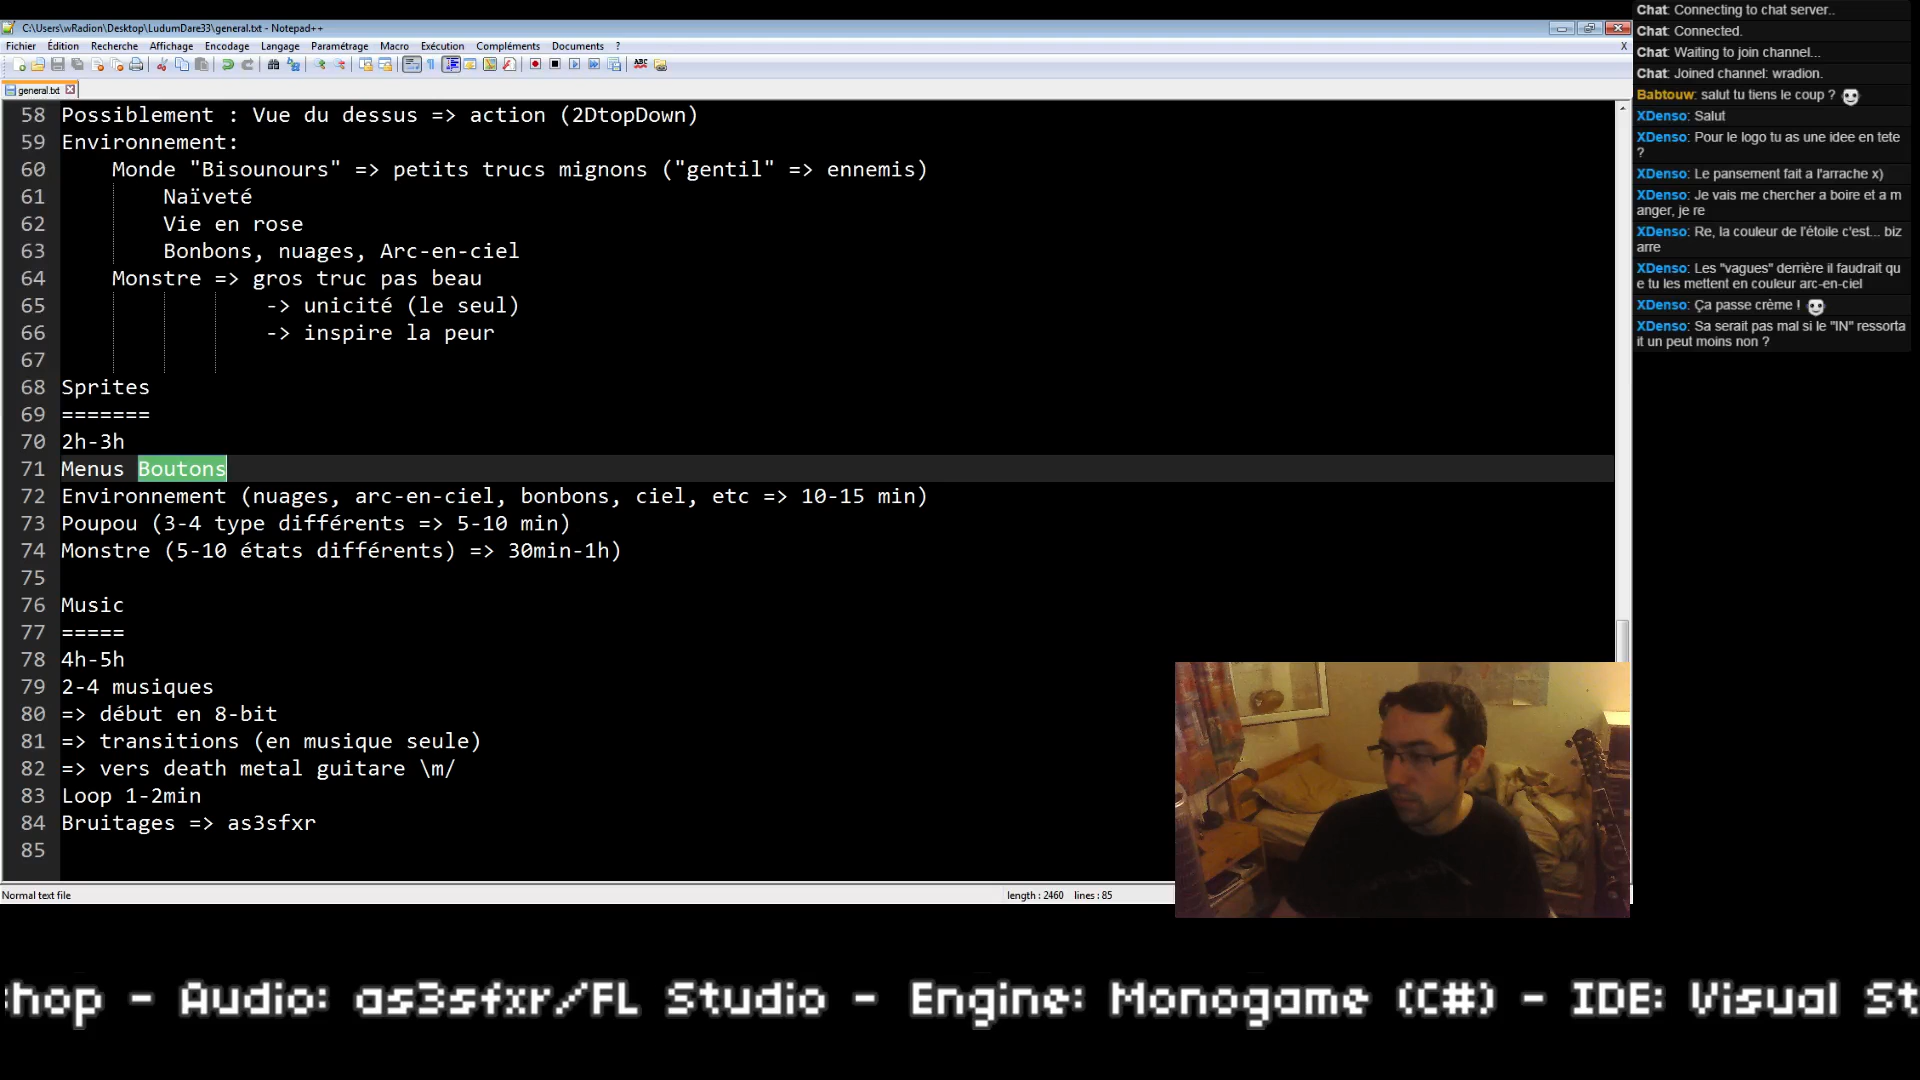 C:\Users\wRadion\Desktop\LudumDare33\general.txt - Notepad++
Fichier Édition Recherche Affichage Encodage Langage Paramétrage Macro Exécution Compléments Documents ?
X
general.txt
58 Possiblement : Vue du dessus => action (2DtopDown)
59 Environnement:
60 Monde "Bisounours" => petits trucs mignons ("gentil" => ennemis)
61 Naïveté
62 Vie en rose
63 Bonbons, nuages, Arc-en-ciel
64 Monstre => gros truc pas beau
65 -> unicité (le seul)
66 -> inspire la peur
67
68 Sprites
69 =======
70 2h-3h
71 Menus Boutons
72 Environnement (nuages, arc-en-ciel, bonbons, ciel, etc => 10-15 min)
73 Poupou (3-4 type différents => 5-10 min)
74 Monstre (5-10 états différents) => 30min-1h)
75
76 Music
77 =====
78 4h-5h
79 2-4 musiques
80 => début en 8-bit
81 => transitions (en musique seule)
82 => vers death metal guitare \m/
83 Loop 1-2min
84 Bruitages => as3sfxr
85
Normal text file
length : 2460 lines : 85
Chat: Connecting to chat server..
Chat: Connected.
Chat: Waiting to join channel...
Chat: Joined channel: wradion.
Babtouw: salut tu tiens le coup ?
XDenso: Salut
XDenso: Pour le logo tu as une idee en tete
?
XDenso: Le pansement fait a l'arrache x)
XDenso: Je vais me chercher a boire et a m
anger, je re
XDenso: Re, la couleur de l'étoile c'est... biz
arre
XDenso: Les "vagues" derrière il faudrait qu
e tu les mettent en couleur arc-en-ciel
XDenso: Ça passe crème !
XDenso: Sa serait pas mal si le "IN" ressorta
it un peut moins non ?
hop - Audio: as3sfxr/FL Studio - Engine: Monogame (C#) - IDE: Visual St